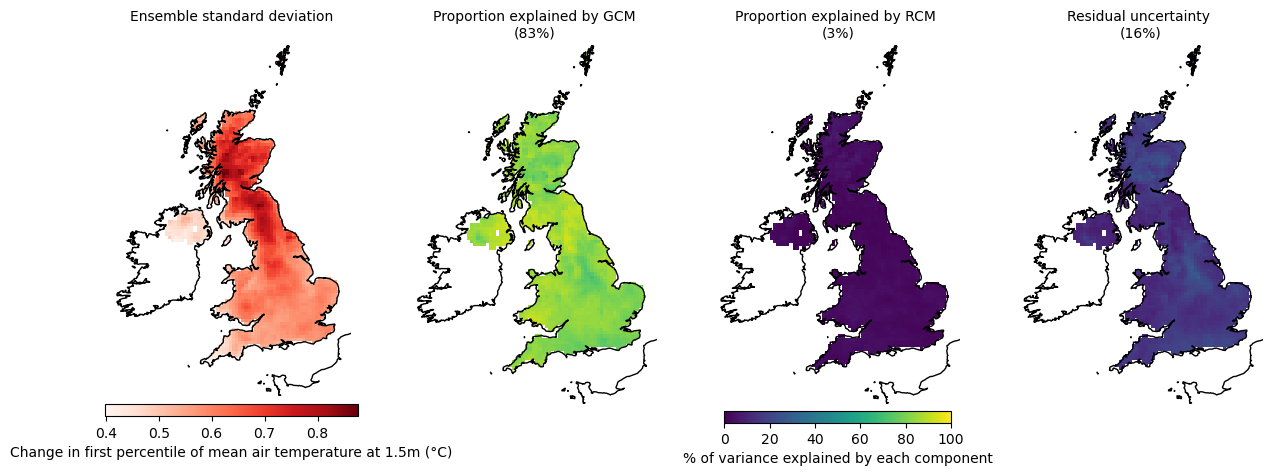 Ensemble standard deviation
Proportion explained by GCM
(83%)
Proportion explained by RCM
(3%)
Residual uncertainty
(16%)
0.4 0.5 0.6 0.7 0.8
Change in first percentile of mean air temperature at 1.5m (°C)
0 20 40 60 80 100
% of variance explained by each component